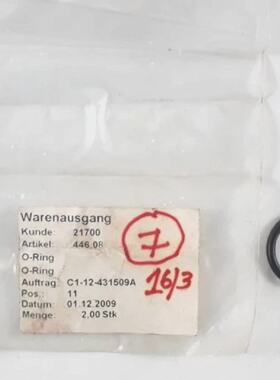 Warenausgang
Kunde: 21700
Artikel: 446.08
O-Ring
O-Ring
Auftrag: C1-12-431509A
Pos.: 11
Datum: 01.12.2009
Menge: 2,00 Stk
7
16/3